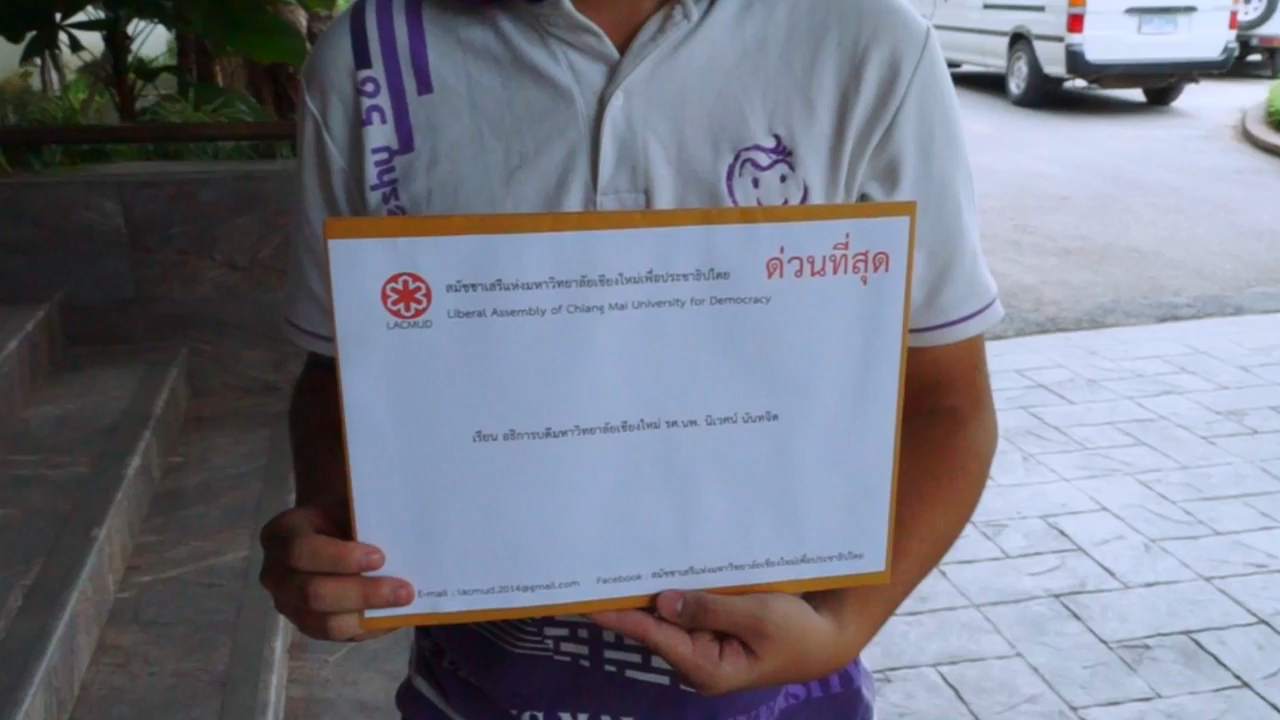 ด่วนที่สุด
สมัชชาเสรีแห่งมหาวิทยาลัยเชียงใหม่เพื่อประชาธิปไตย
Liberal Assembly of Chiang Mai University for Democracy
LACMUD
เรียน อธิการบดีมหาวิทยาลัยเชียงใหม่ รศ.นพ. นิเวศน์ นันทจิต
E-mail : lacmud.2014@gmail.com Facebook : สมัชชาเสรีแห่งมหาวิทยาลัยเชียงใหม่เพื่อประชาธิปไตย
eshy 50